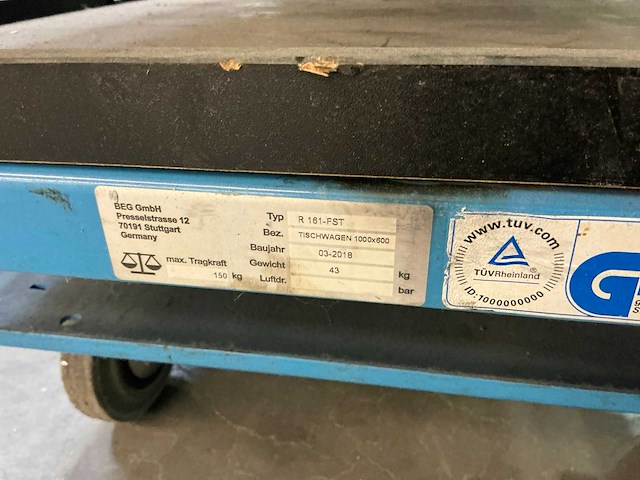 BEG GmbH
Presselstrasse 12
70191 Stuttgart
Germany
max. Tragkraft
150 kg
Typ R 161-FST
Bez. TISCHWAGEN 1000x600
Baujahr 03-2018
Gewicht 43 kg
Luftdr. bar
www.tuv.com
TÜVRheinland
ID:1000000000